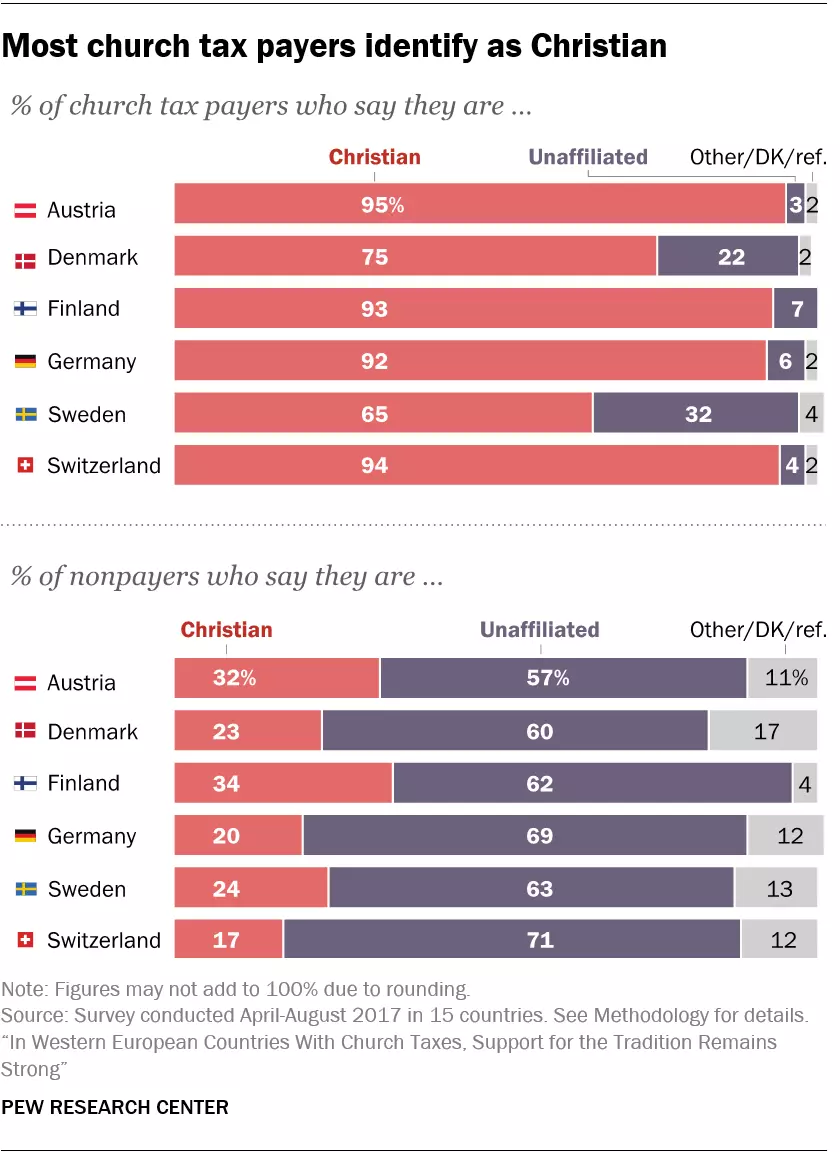 Most church tax payers identify as Christian
% of church tax payers who say they are ...
Christian Unaffiliated Other/DK/ref.
Austria 95% 3 2
Denmark 75 22 2
Finland 93 7
Germany 92 6 2
Sweden 65 32 4
Switzerland 94 4 2
% of nonpayers who say they are ...
Christian Unaffiliated Other/DK/ref.
Austria 32% 57% 11%
Denmark 23 60 17
Finland 34 62 4
Germany 20 69 12
Sweden 24 63 13
Switzerland 17 71 12
Note: Figures may not add to 100% due to rounding.
Source: Survey conducted April-August 2017 in 15 countries. See Methodology for details.
“In Western European Countries With Church Taxes, Support for the Tradition Remains
Strong”
PEW RESEARCH CENTER